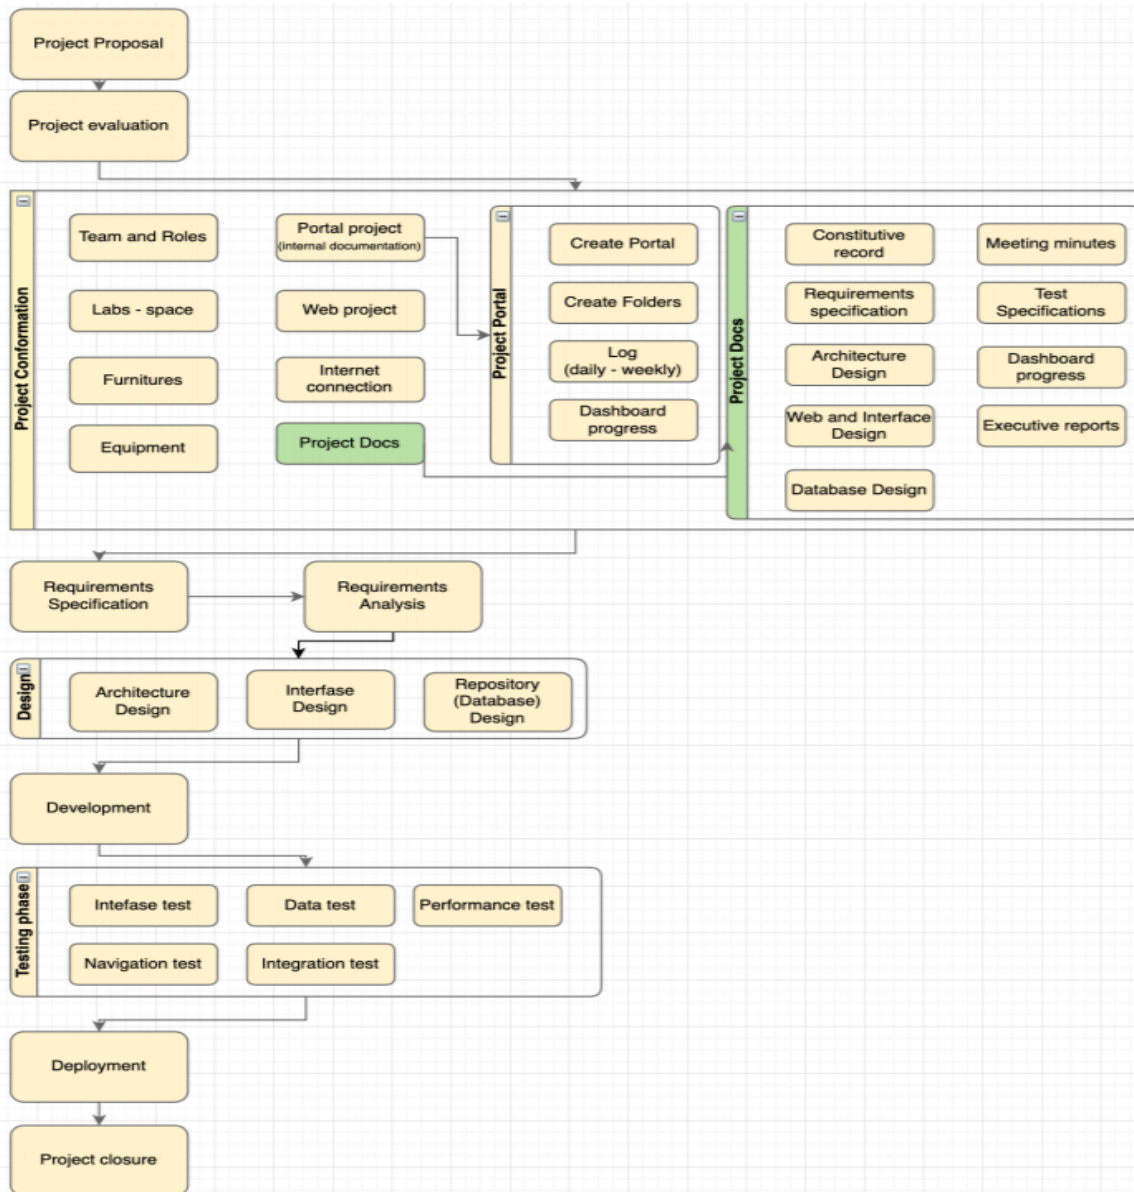 Project Proposal
Project evaluation
Project Conformation
Team and Roles
Labs - space
Furnitures
Equipment
Portal project
(internal documentation)
Web project
Internet
connection
Project Docs
Project Portal
Create Portal
Create Folders
Log
(daily - weekly)
Dashboard
progress
Project Docs
Constitutive
record
Requirements
specification
Architecture
Design
Web and Interface
Design
Database Design
Meeting minutes
Test
Specifications
Dashboard
progress
Executive reports
Requirements
Specification
Requirements
Analysis
Design
Architecture
Design
Interfase
Design
Repository
(Database)
Design
Development
Testing phase
Intefase test
Data test
Performance test
Navigation test
Integration test
Deployment
Project closure